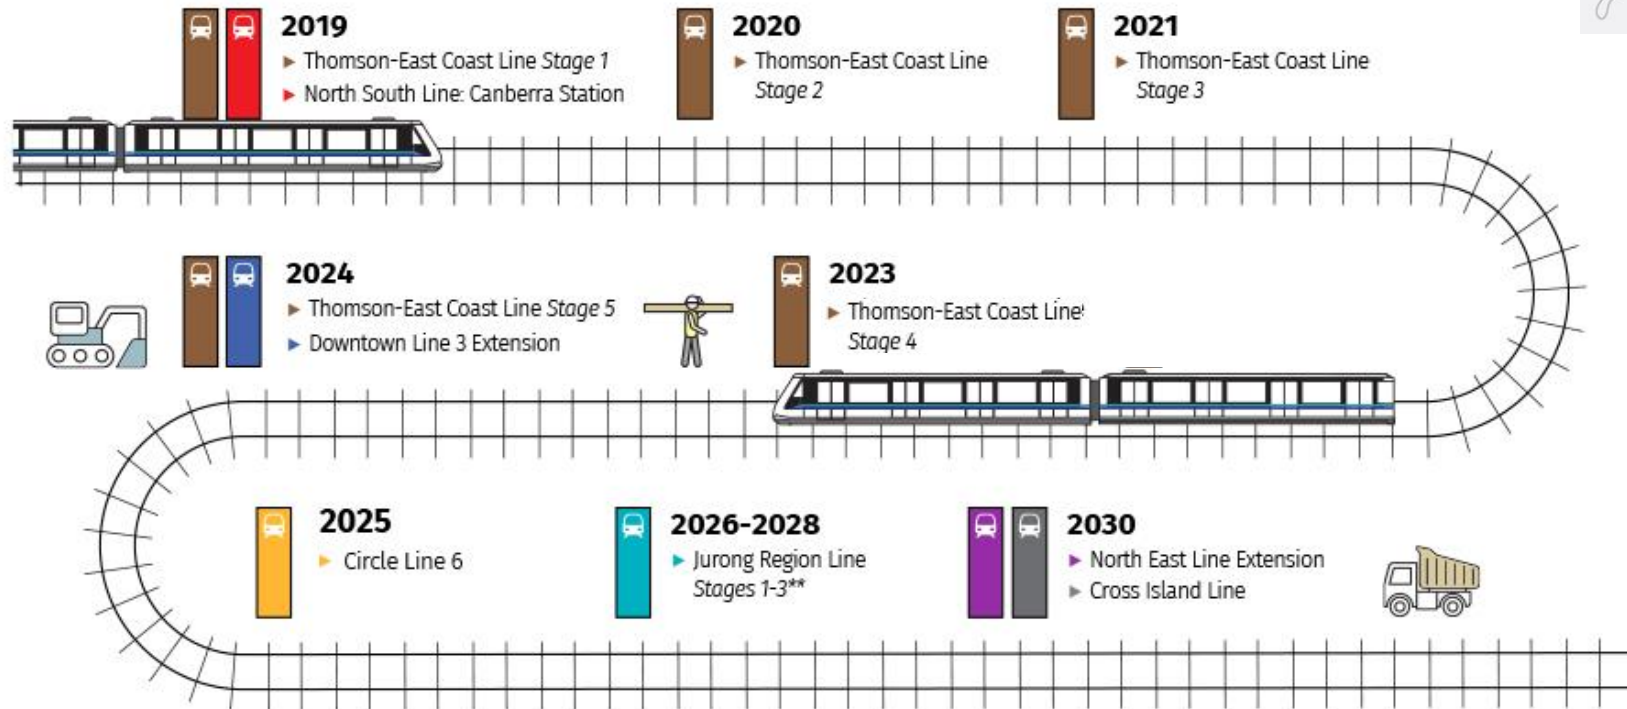 2019
Thomson-East Coast Line Stage 1
North South Line: Canberra Station
2020
Thomson-East Coast Line
Stage 2
2021
Thomson-East Coast Line
Stage 3
2024
Thomson-East Coast Line Stage 5
Downtown Line 3 Extension
2023
Thomson-East Coast Line
Stage 4
2025
Circle Line 6
2026-2028
Jurong Region Line
Stages 1-3**
2030
North East Line Extension
Cross Island Line